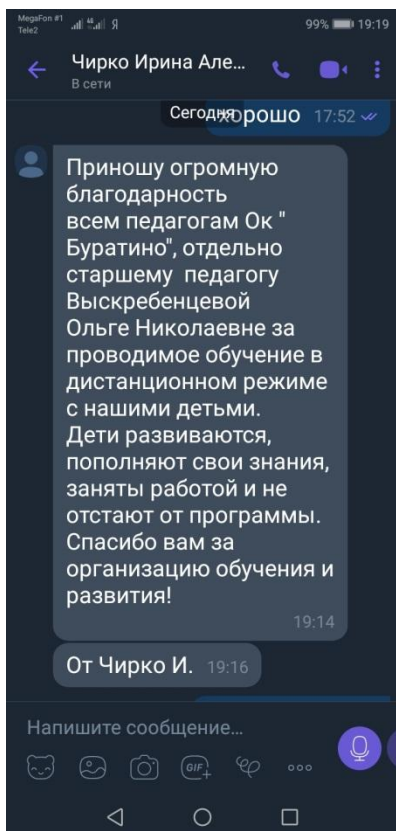 MegaFon #1
Tele2
4G
Я
99%
19:19
Чирко Ирина Але...
В сети
Сегодня
хорошо 17:52
Приношу огромную
благодарность
всем педагогам Ок "
Буратино", отдельно
старшему педагогу
Выскребенцевой
Ольге Николаевне за
проводимое обучение в
дистанционном режиме
с нашими детьми.
Дети развиваются,
пополняют свои знания,
заняты работой и не
отстают от программы.
Спасибо вам за
организацию обучения и
развития!
19:14
От Чирко И. 19:16
Напишите сообщение...
GIF